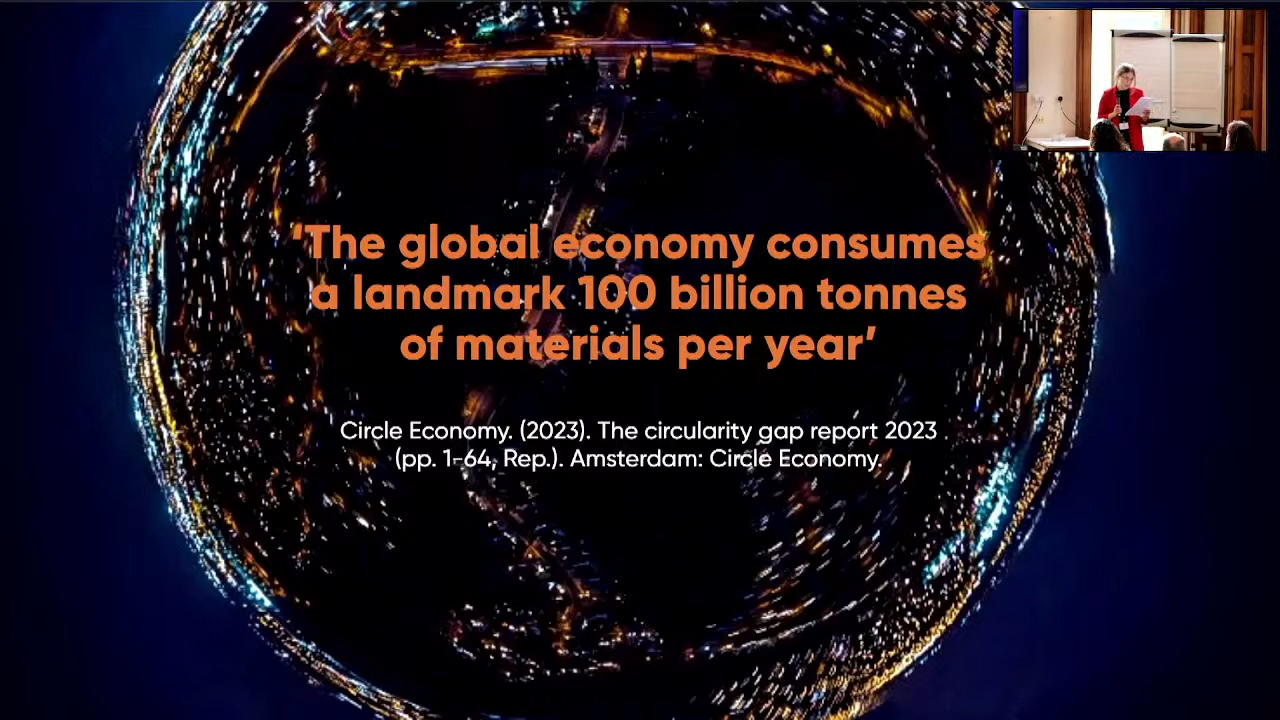 ‘The global economy consumes
a landmark 100 billion tonnes
of materials per year’
Circle Economy. (2023). The circularity gap report 2023
(pp. 1-64, Rep.). Amsterdam: Circle Economy.